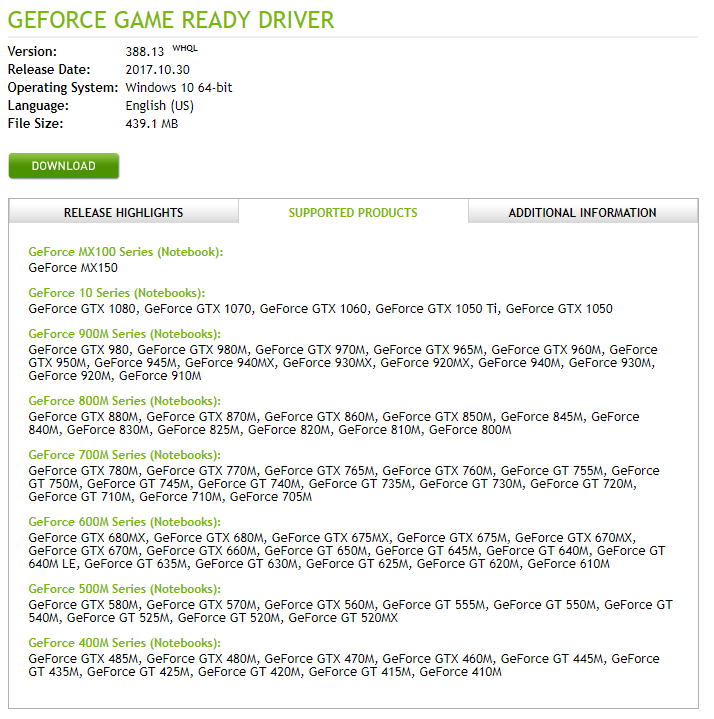 GEFORCE GAME READY DRIVER
Version: 388.13 WHQL
Release Date: 2017.10.30
Operating System: Windows 10 64-bit
Language: English (US)
File Size: 439.1 MB
DOWNLOAD
RELEASE HIGHLIGHTS SUPPORTED PRODUCTS ADDITIONAL INFORMATION
GeForce MX100 Series (Notebook):
GeForce MX150
GeForce 10 Series (Notebooks):
GeForce GTX 1080, GeForce GTX 1070, GeForce GTX 1060, GeForce GTX 1050 Ti, GeForce GTX 1050
GeForce 900M Series (Notebooks):
GeForce GTX 980, GeForce GTX 980M, GeForce GTX 970M, GeForce GTX 965M, GeForce GTX 960M, GeForce
GTX 950M, GeForce 945M, GeForce 940MX, GeForce 930MX, GeForce 920MX, GeForce 940M, GeForce 930M,
GeForce 920M, GeForce 910M
GeForce 800M Series (Notebooks):
GeForce GTX 880M, GeForce GTX 870M, GeForce GTX 860M, GeForce GTX 850M, GeForce 845M, GeForce
840M, GeForce 830M, GeForce 825M, GeForce 820M, GeForce 810M, GeForce 800M
GeForce 700M Series (Notebooks):
GeForce GTX 780M, GeForce GTX 770M, GeForce GTX 765M, GeForce GTX 760M, GeForce GT 755M, GeForce
GT 750M, GeForce GT 745M, GeForce GT 740M, GeForce GT 735M, GeForce GT 730M, GeForce GT 720M,
GeForce GT 710M, GeForce 710M, GeForce 705M
GeForce 600M Series (Notebooks):
GeForce GTX 680MX, GeForce GTX 680M, GeForce GTX 675MX, GeForce GTX 675M, GeForce GTX 670MX,
GeForce GTX 670M, GeForce GTX 660M, GeForce GT 650M, GeForce GT 645M, GeForce GT 640M, GeForce GT
640M LE, GeForce GT 635M, GeForce GT 630M, GeForce GT 625M, GeForce GT 620M, GeForce 610M
GeForce 500M Series (Notebooks):
GeForce GTX 580M, GeForce GTX 570M, GeForce GTX 560M, GeForce GT 555M, GeForce GT 550M, GeForce GT
540M, GeForce GT 525M, GeForce GT 520M, GeForce GT 520MX
GeForce 400M Series (Notebooks):
GeForce GTX 485M, GeForce GTX 480M, GeForce GTX 470M, GeForce GTX 460M, GeForce GT 445M, GeForce
GT 435M, GeForce GT 425M, GeForce GT 420M, GeForce GT 415M, GeForce 410M